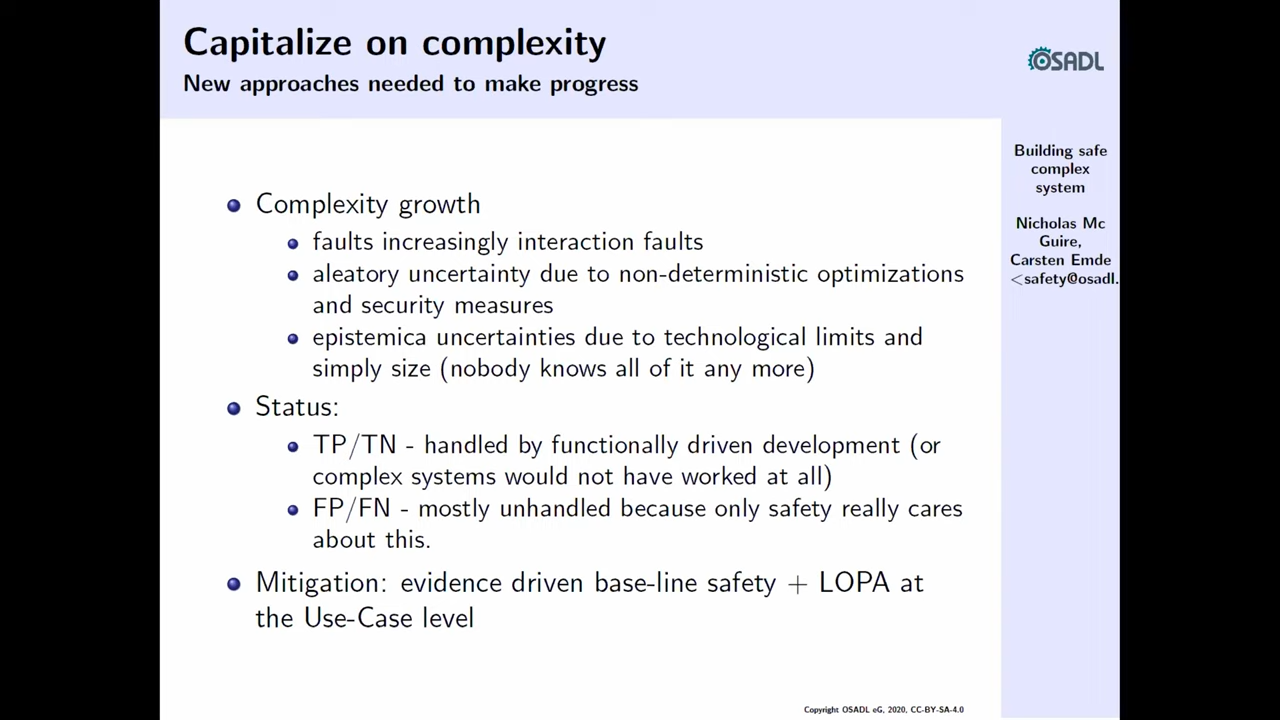 Capitalize on complexity
New approaches needed to make progress
OSADL
Building safe
complex
system
Nicholas Mc
Guire,
Carsten Emde
<safety@osadl.
Complexity growth
faults increasingly interaction faults
aleatory uncertainty due to non-deterministic optimizations
and security measures
epistemica uncertainties due to technological limits and
simply size (nobody knows all of it any more)
Status:
TP/TN - handled by functionally driven development (or
complex systems would not have worked at all)
FP/FN - mostly unhandled because only safety really cares
about this.
Mitigation: evidence driven base-line safety + LOPA at
the Use-Case level
Copyright OSADL eG, 2020, CC-BY-SA-4.0